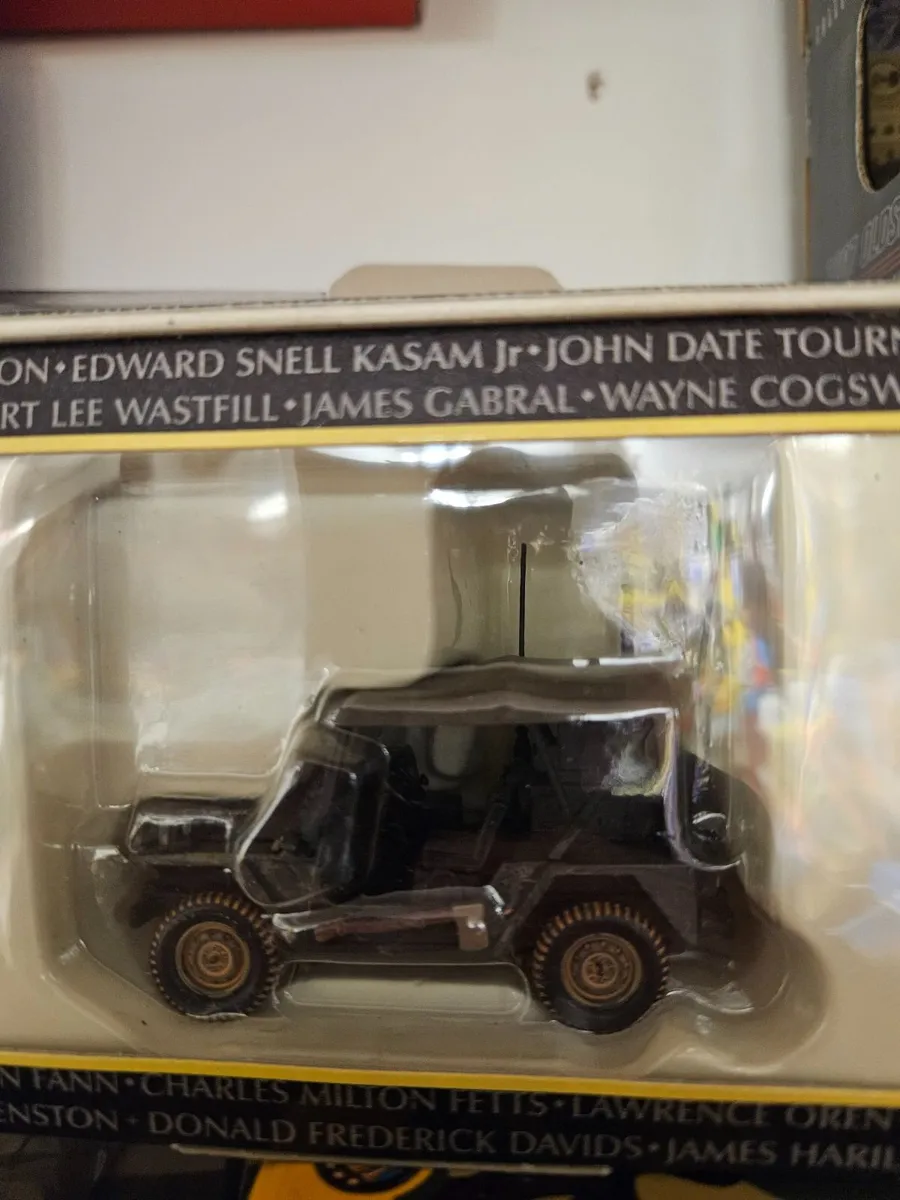 ON•EDWARD SNELL KASAM Jr•JOHN DATE TOURN
RT LEE WASTFILL•JAMES GABRAL•WAYNE COGSW
N FANN•CHARLES MILTON FETTS•LAWRENCE OREN
ENSTON•DONALD FREDERICK DAVIDS•JAMES HARIL